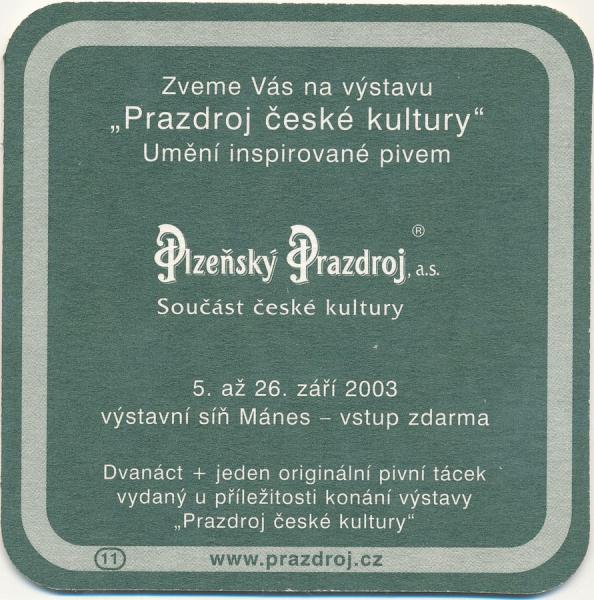 Zveme Vás na výstavu
„Prazdroj české kultury“
Umění inspirované pivem
Plzeňský Prazdroj, a.s. ®
Součást české kultury
5. až 26. září 2003
výstavní síň Mánes – vstup zdarma
Dvanáct + jeden originální pivní tácek
vydaný u příležitosti konání výstavy
„Prazdroj české kultury“
11 www.prazdroj.cz